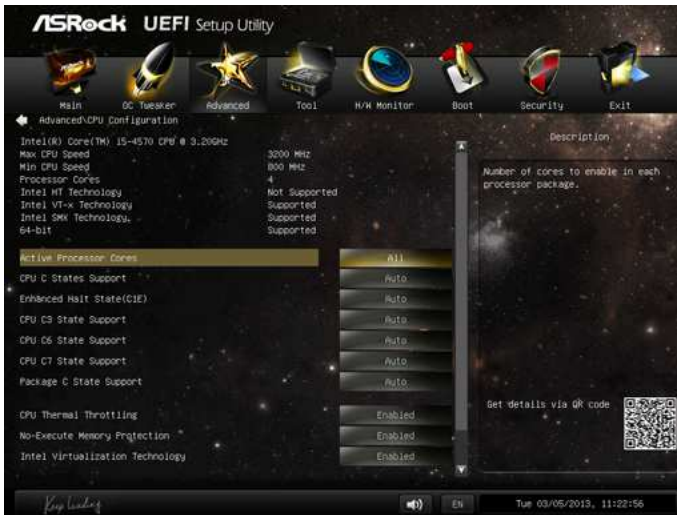 ASRock UEFI Setup Utility
Main OC Tweaker Advanced Tool H/W Monitor Boot Security Exit
Advanced\CPU Configuration
Description
Intel(R) Core(TM) i5-4570 CPU @ 3.20GHz
Max CPU Speed 3200 MHz
Min CPU Speed 800 MHz
Processor Cores 4
Intel HT Technology Not Supported
Intel VT-x Technology Supported
Intel SMX Technology Supported
64-bit Supported
Number of cores to enable in each
processor package.
Active Processor Cores All
CPU C States Support Auto
Enhanced Halt State(C1E) Auto
CPU C3 State Support Auto
CPU C6 State Support Auto
CPU C7 State Support Auto
Package C State Support Auto
CPU Thermal Throttling Enabled
No-Execute Memory Protection Enabled
Intel Virtualization Technology Enabled
Get details via QR code
Keep Leading
EN
Tue 03/05/2013, 11:22:56